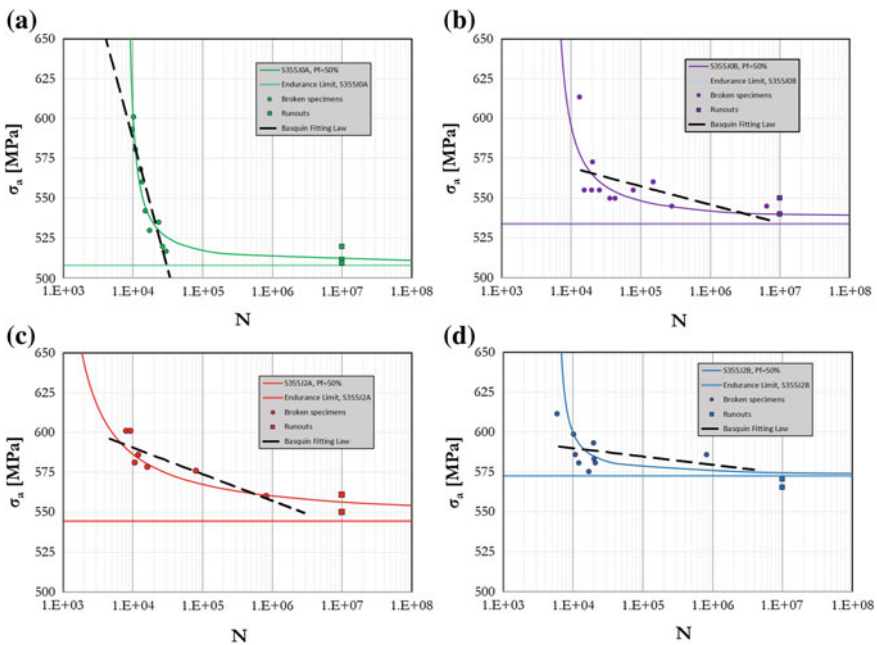 (a)
650
625
600
575
550
525
500
σa [MPa]
1.E+03 1.E+04 1.E+05 1.E+06 1.E+07 1.E+08
N
S355J0A, Pf=50%
Endurance Limit, S355J0A
Broken specimens
Runouts
Basquin Fitting Law
(b)
650
625
600
575
550
525
500
σa [MPa]
1.E+03 1.E+04 1.E+05 1.E+06 1.E+07 1.E+08
N
S355J0B, Pf=50%
Endurance Limit, S355J0B
Broken specimens
Runouts
Basquin Fitting Law
(c)
650
625
600
575
550
525
500
σa [MPa]
1.E+03 1.E+04 1.E+05 1.E+06 1.E+07 1.E+08
N
S355J2A, Pf=50%
Endurance Limit, S355J2A
Broken specimens
Runouts
Basquin Fitting Law
(d)
650
625
600
575
550
525
500
σa [MPa]
1.E+03 1.E+04 1.E+05 1.E+06 1.E+07 1.E+08
N
S355J2B, Pf=50%
Endurance Limit, S355J2B
Broken specimens
Runouts
Basquin Fitting Law